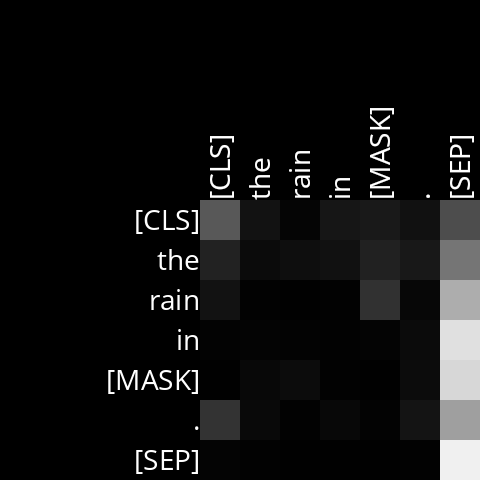 [CLS] the rain in [MASK] . [SEP]
[CLS]
the
rain
in
[MASK]
.
[SEP]